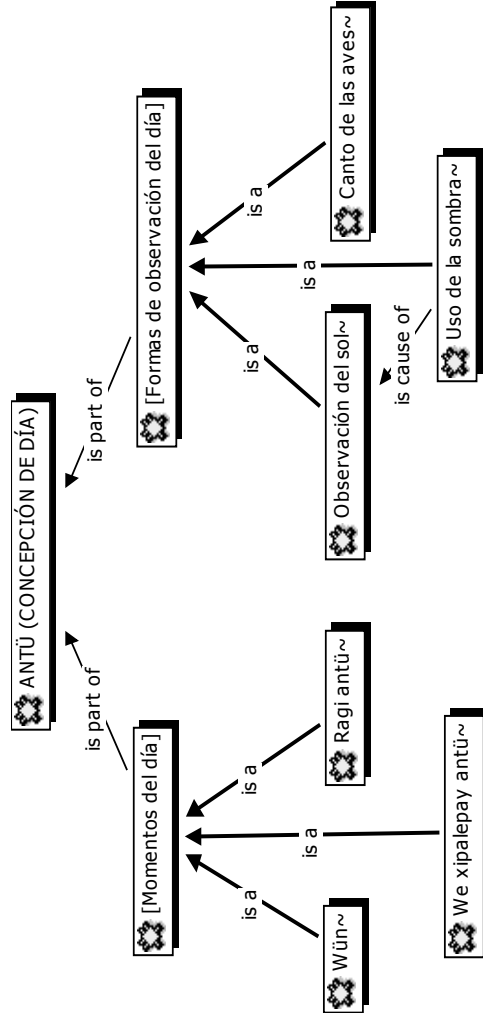 ANTÜ (CONCEPCIÓN DE DÍA)
is part of
is part of
[Momentos del día]
[Formas de observación del día]
is a
is a
is a
is a
is a
is a
Wün~
Ragi antü~
Observación del sol~
Canto de las aves~
is cause of
We xipalepay antü~
Uso de la sombra~